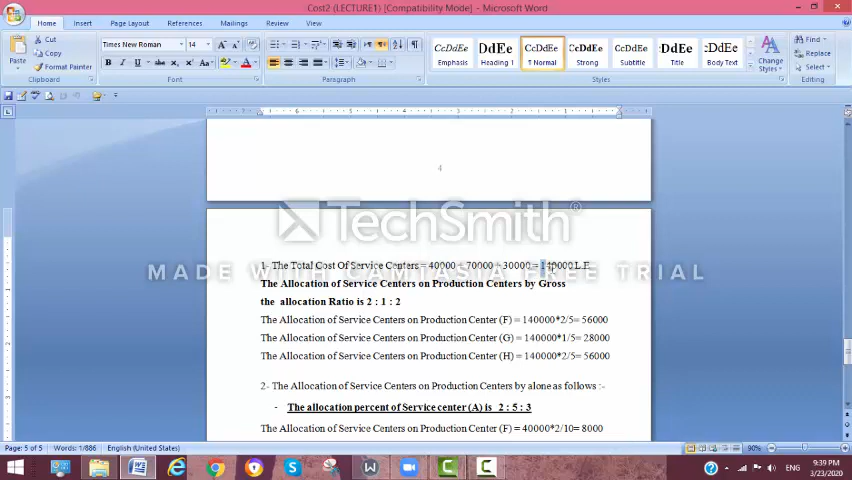 Cost2 (LECTURE1) [Compatibility Mode] - Microsoft Word
Home Insert Page Layout References Mailings Review View
Cut
Copy
Format Painter
Paste
Clipboard
Times New Roman 14
Font
Paragraph
AaBbCcDdEe
Emphasis Heading 1 ¶ Normal Strong Subtitle Title Body Text
Change
Styles
Styles
Find
Replace
Select
Editing
4
TechSmith®
MADE WITH CAMTASIA FREE TRIAL
1- The Total Cost Of Service Centers = 40000 + 70000 + 30000 = 140000 L.E
The Allocation of Service Centers on Production Centers by Gross
the allocation Ratio is 2 : 1 : 2
The Allocation of Service Centers on Production Center (F) = 140000*2/5= 56000
The Allocation of Service Centers on Production Center (G) = 140000*1/5= 28000
The Allocation of Service Centers on Production Center (H) = 140000*2/5= 56000
2- The Allocation of Service Centers on Production Centers by alone as follows :-
- The allocation percent of Service center (A) is 2 : 5 : 3
The Allocation of Service Centers on Production Center (F) = 40000*2/10= 8000
Page: 5 of 5 Words: 1/886 English (United States) 90%
ENG
9:39 PM
3/23/2020